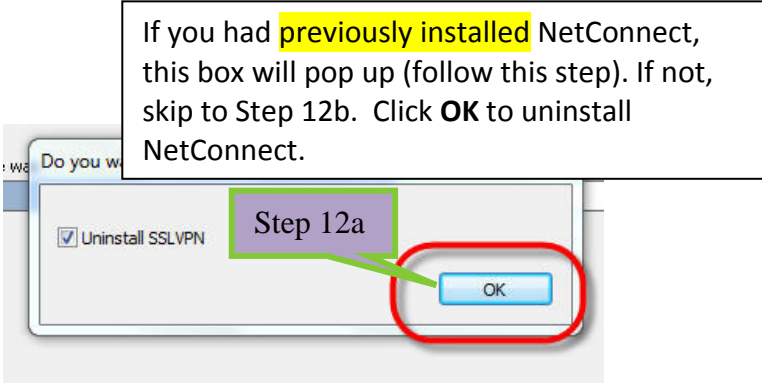 If you had previously installed NetConnect,
this box will pop up (follow this step). If not,
skip to Step 12b. Click OK to uninstall
NetConnect.
Do you
Uninstall SSLVPN
Step 12a
OK